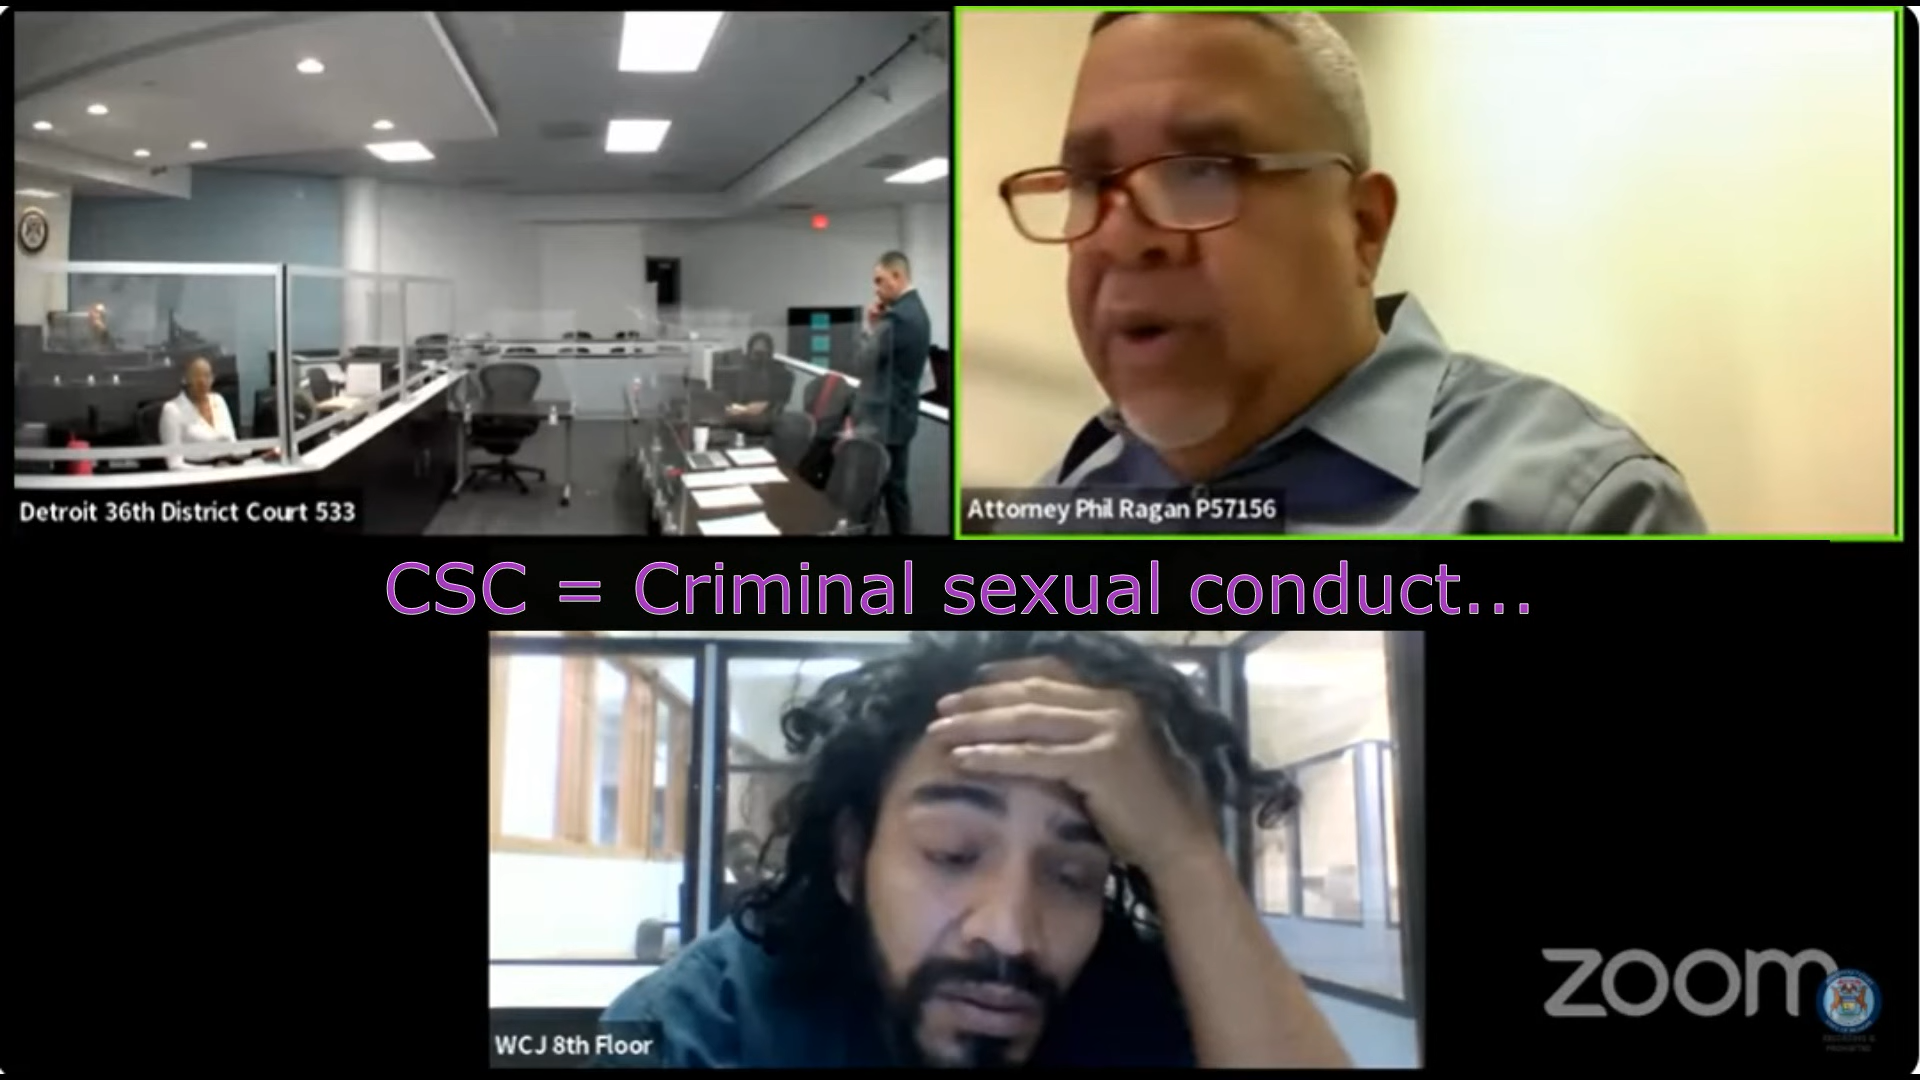 Detroit 36th District Court 533
Attorney Phil Ragan P57156
CSC = Criminal sexual conduct...
WCJ 8th Floor
zoom